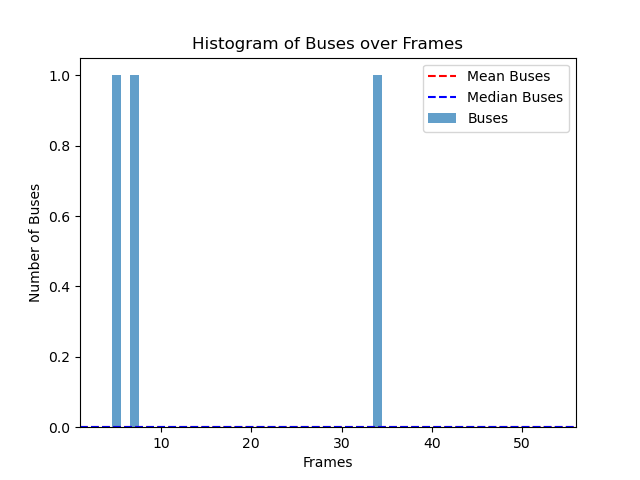 Histogram of Buses over Frames
Mean Buses
Median Buses
Buses
Number of Buses
1.0
0.8
0.6
0.4
0.2
0.0
10 20 30 40 50
Frames